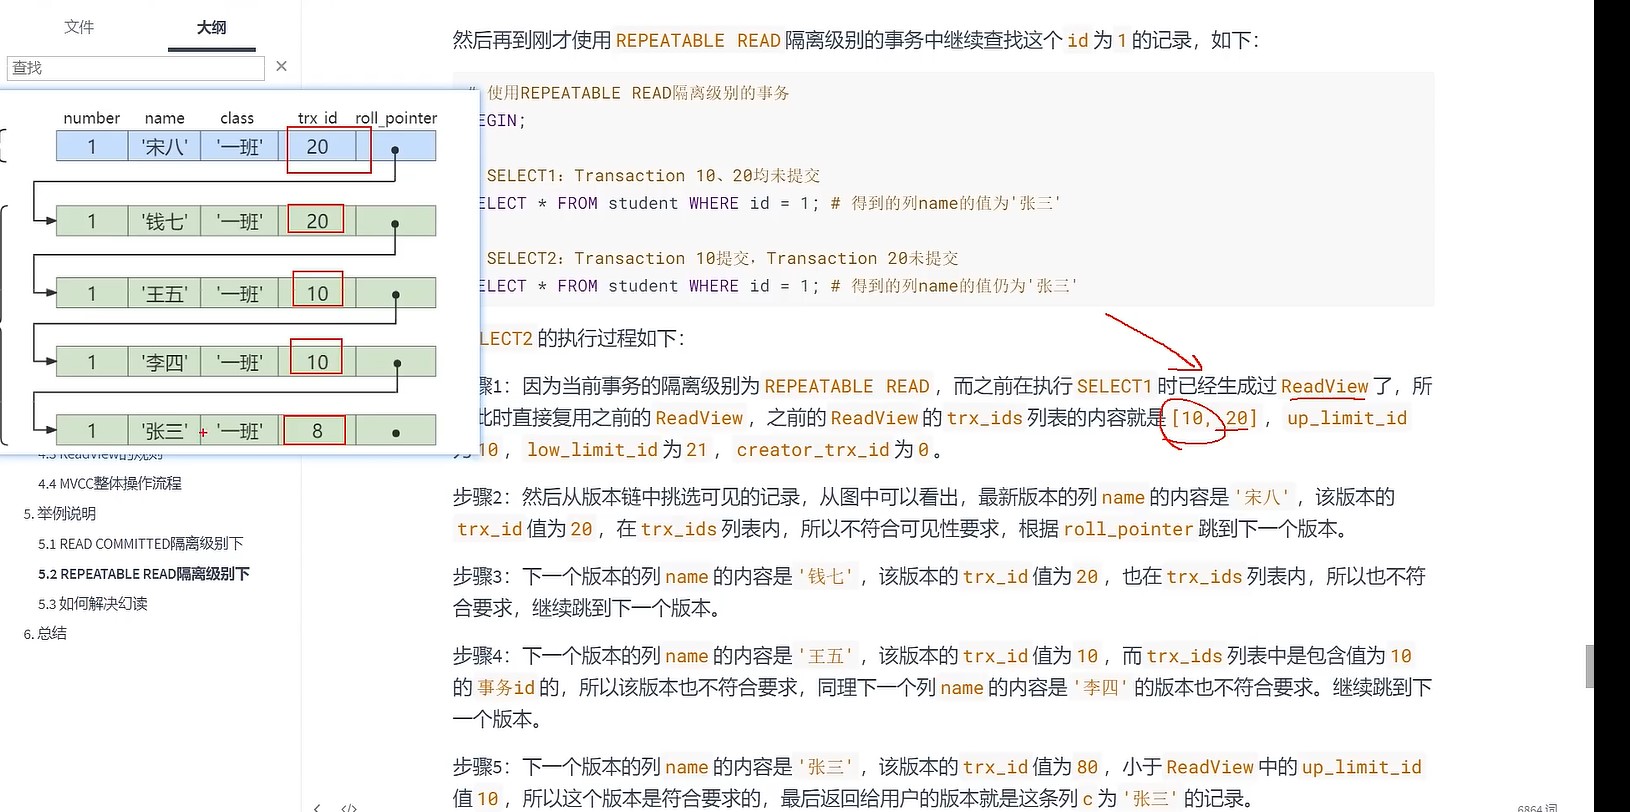 文件
大纲
查找
×
number name class trx_id roll_pointer
1 '宋八' '一班' 20
1 '钱七' '一班' 20
1 '王五' '一班' 10
1 '李四' '一班' 10
1 '张三' '一班' 8
4.3 ReadView的规则
4.4 MVCC整体操作流程
5. 举例说明
5.1 READ COMMITTED隔离级别下
5.2 REPEATABLE READ隔离级别下
5.3 如何解决幻读
6. 总结
然后再到刚才使用 REPEATABLE READ 隔离级别的事务中继续查找这个 id 为 1 的记录，如下：
使用REPEATABLE READ隔离级别的事务
EGIN;
SELECT1：Transaction 10、20均未提交
ELECT * FROM student WHERE id = 1; # 得到的列name的值为'张三'
SELECT2：Transaction 10提交，Transaction 20未提交
ELECT * FROM student WHERE id = 1; # 得到的列name的值仍为'张三'
LECT2 的执行过程如下：
骤1：因为当前事务的隔离级别为 REPEATABLE READ ，而之前在执行 SELECT1 时已经生成过 ReadView 了，所
此时直接复用之前的 ReadView ，之前的 ReadView 的 trx_ids 列表的内容就是 [10, 20] ， up_limit_id
为 10 ， low_limit_id 为 21 ， creator_trx_id 为 0 。
步骤2：然后从版本链中挑选可见的记录，从图中可以看出，最新版本的列 name 的内容是 '宋八' ，该版本的
trx_id 值为 20 ，在 trx_ids 列表内，所以不符合可见性要求，根据 roll_pointer 跳到下一个版本。
步骤3：下一个版本的列 name 的内容是 '钱七' ，该版本的 trx_id 值为 20 ，也在 trx_ids 列表内，所以也不符
合要求，继续跳到下一个版本。
步骤4：下一个版本的列 name 的内容是 '王五' ，该版本的 trx_id 值为 10 ，而 trx_ids 列表中是包含值为 10
的 事务id 的，所以该版本也不符合要求，同理下一个列 name 的内容是 '李四' 的版本也不符合要求。继续跳到下
一个版本。
步骤5：下一个版本的列 name 的内容是 '张三' ，该版本的 trx_id 值为 80 ，小于 ReadView 中的 up_limit_id
值 10 ，所以这个版本是符合要求的，最后返回给用户的版本就是这条列 c 为 '张三' 的记录。
6864 词